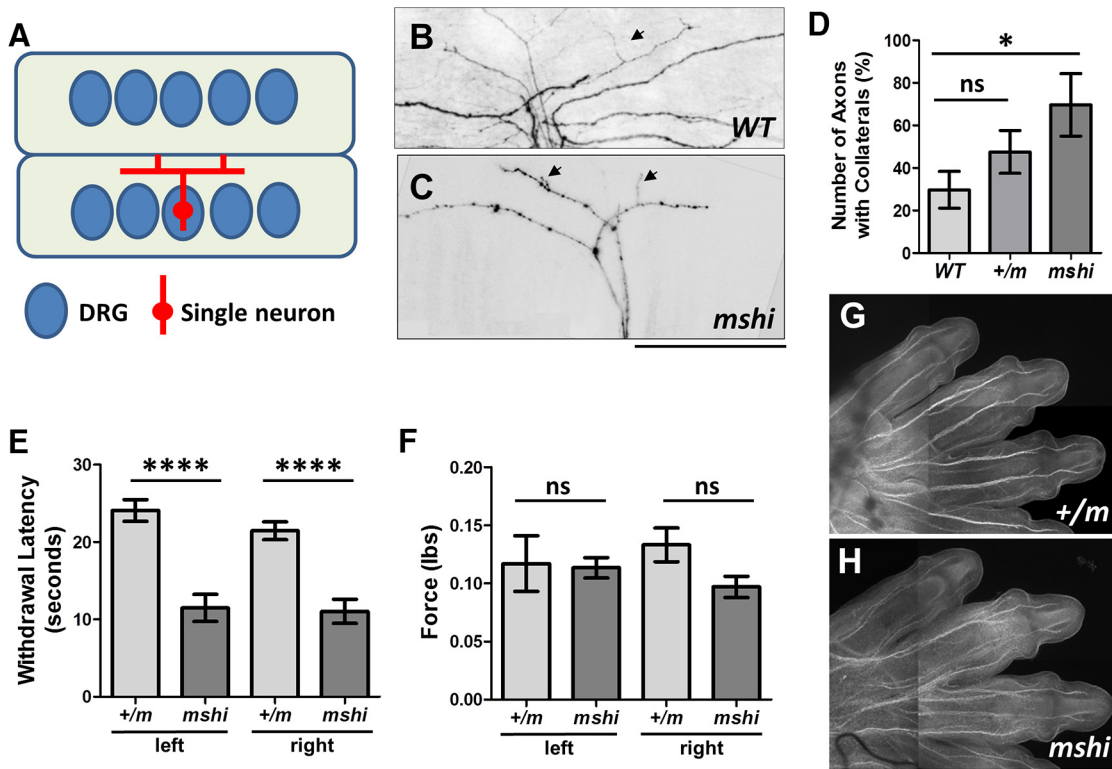 A
DRG
Single neuron
B
WT
C
mshi
D
Number of Axons
with Collaterals (%)
100
80
60
40
20
0
*
ns
WT
+/m
mshi
E
Withdrawal Latency
(seconds)
30
20
10
0
****
****
+/m
mshi
+/m
mshi
left
right
F
Force (lbs)
0.20
0.15
0.10
0.05
0.00
ns
ns
+/m
mshi
+/m
mshi
left
right
G
+/m
H
mshi